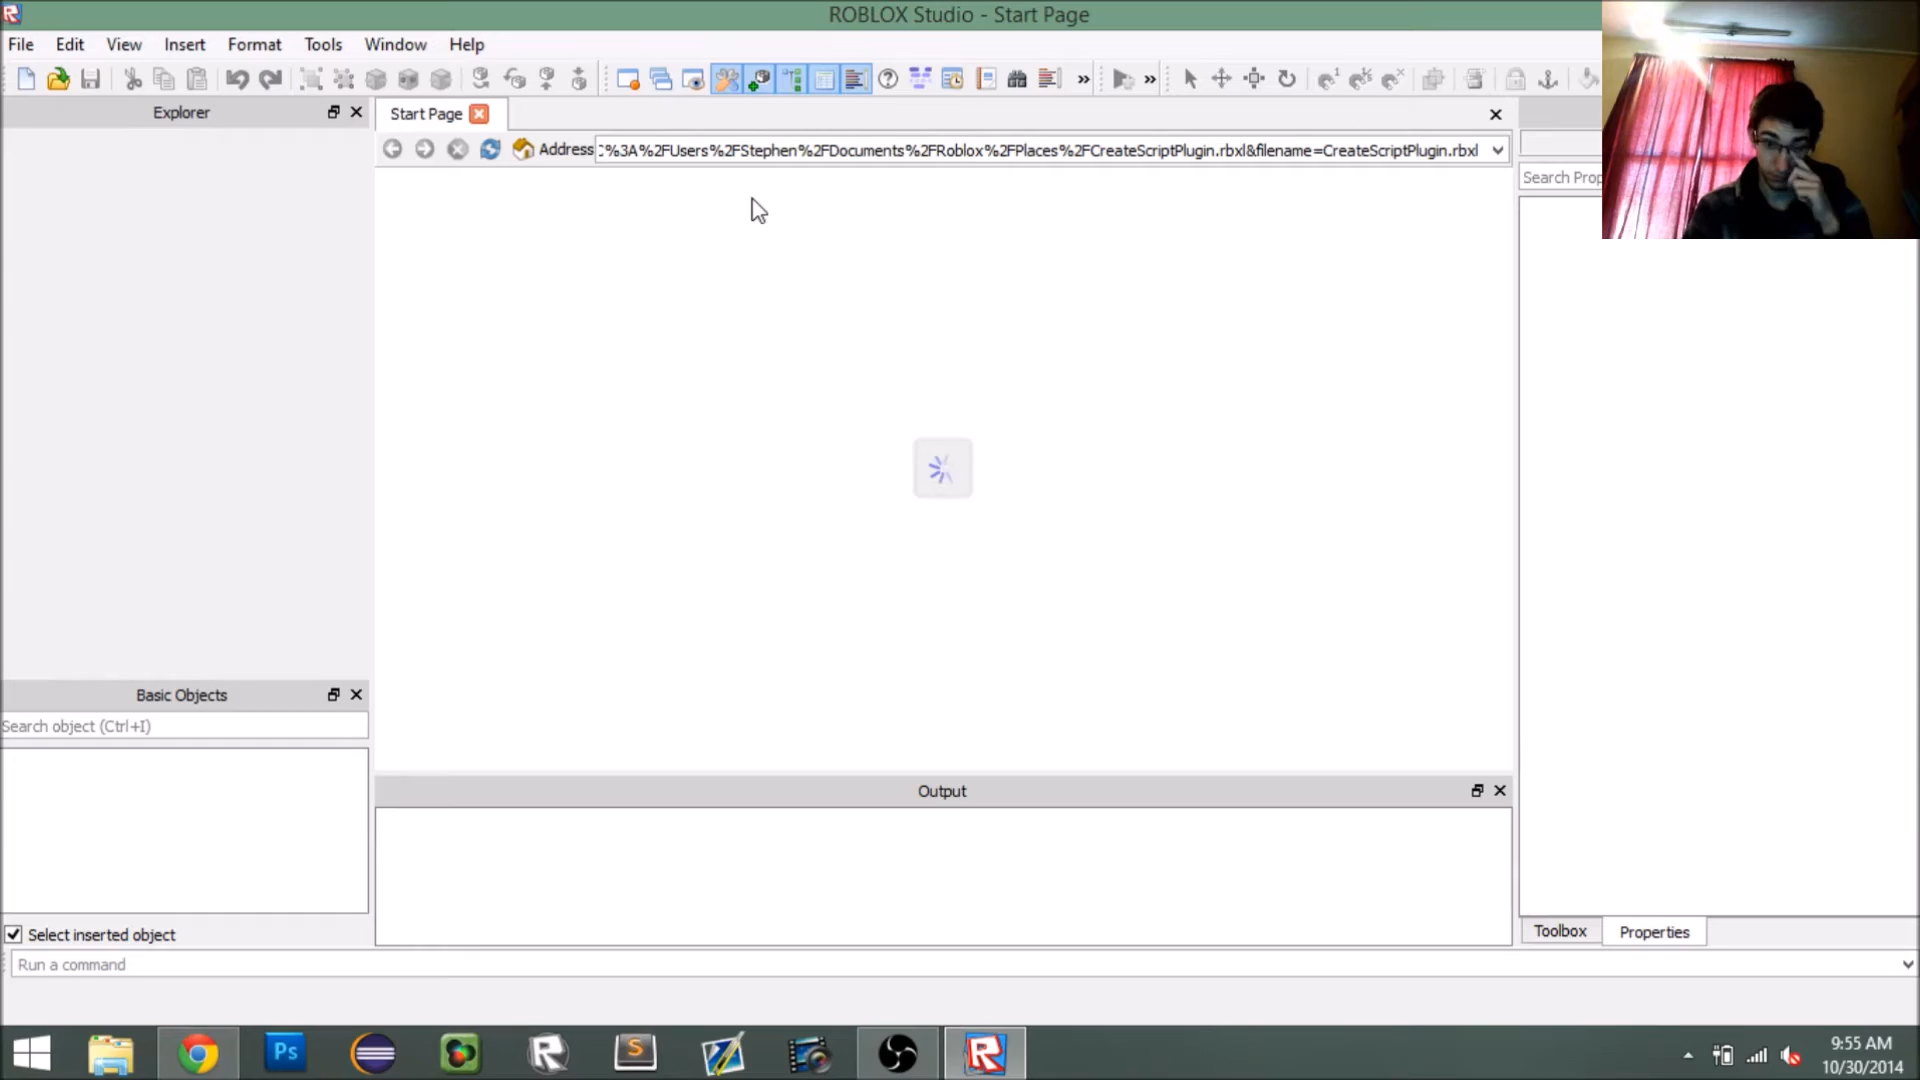 ROBLOX Studio - Start Page
File Edit View Insert Format Tools Window Help
Explorer
Start Page
Address :%3A%2FUsers%2FStephen%2FDocuments%2FRoblox%2FPlaces%2FCreateScriptPlugin.rbxl&filename=CreateScriptPlugin.rbxl
Search Prop
Basic Objects
Search object (Ctrl+I)
Output
Select inserted object
Toolbox Properties
Run a command
Ps
S
9:55 AM
10/30/2014